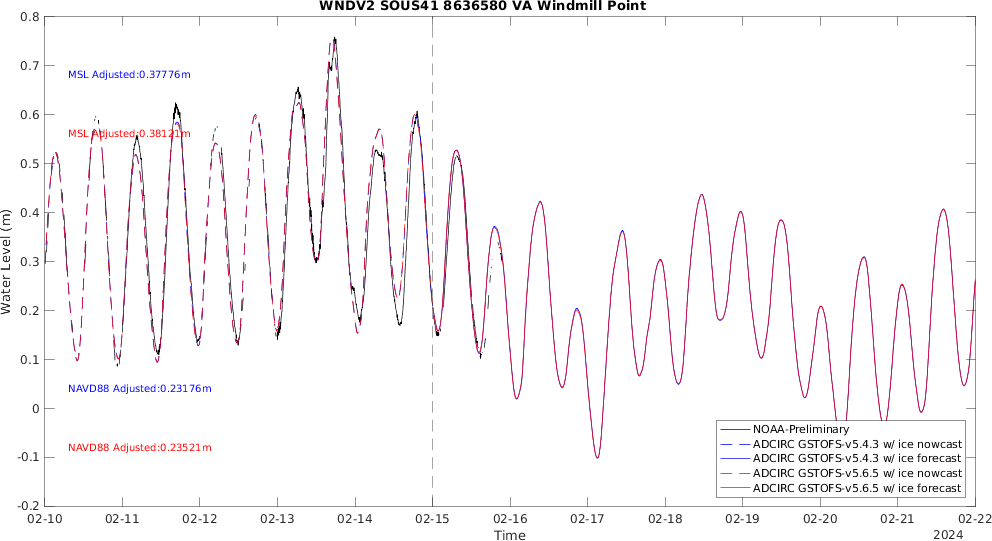 WNDV2 SOUS41 8636580 VA Windmill Point
0.8
0.7
0.6
0.5
0.4
0.3
0.2
0.1
0
-0.1
-0.2
Water Level (m)
MSL Adjusted:0.37776m
MSL Adjusted:0.38121m
NAVD88 Adjusted:0.23176m
NAVD88 Adjusted:0.23521m
NOAA-Preliminary
ADCIRC GSTOFS-v5.4.3 w/ ice nowcast
ADCIRC GSTOFS-v5.4.3 w/ ice forecast
ADCIRC GSTOFS-v5.6.5 w/ ice nowcast
ADCIRC GSTOFS-v5.6.5 w/ ice forecast
02-10 02-11 02-12 02-13 02-14 02-15 02-16 02-17 02-18 02-19 02-20 02-21 02-22
Time
2024